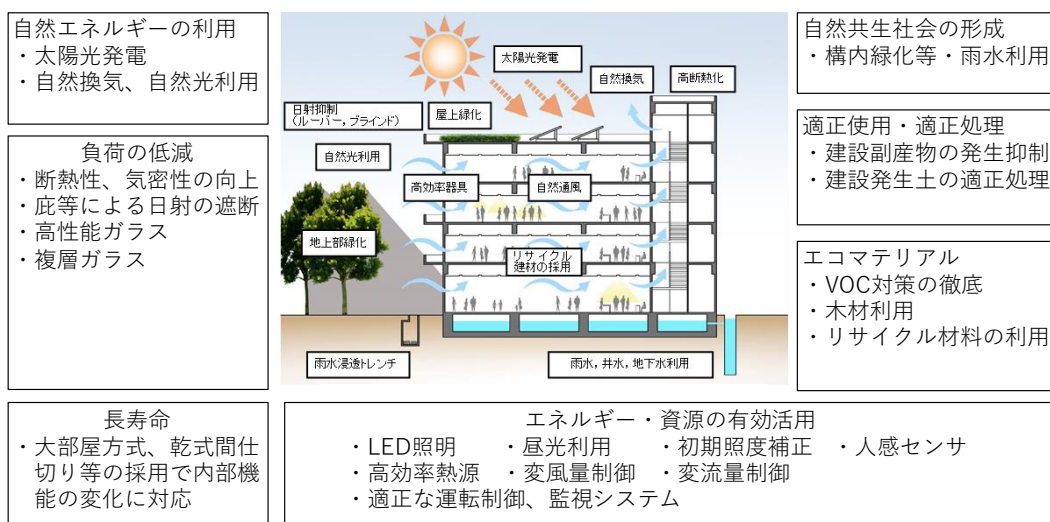 自然エネルギーの利用
・太陽光発電
・自然換気、自然光利用
負荷の低減
・断熱性、気密性の向上
・庇等による日射の遮断
・高性能ガラス
・複層ガラス
長寿命
・大部屋方式、乾式間仕
切り等の採用で内部機
能の変化に対応
太陽光発電
自然換気
高断熱化
日射抑制
(ルーバー,ブラインド)
屋上緑化
自然光利用
高効率器具
自然通風
地上部緑化
リサイクル
建材の採用
雨水浸透トレンチ
雨水,井水,地下水利用
自然共生社会の形成
・構内緑化等・雨水利用
適正使用・適正処理
・建設副産物の発生抑制
・建設発生土の適正処理
エコマテリアル
・VOC対策の徹底
・木材利用
・リサイクル材料の利用
エネルギー・資源の有効活用
・LED照明 ・昼光利用 ・初期照度補正 ・人感センサ
・高効率熱源 ・変風量制御 ・変流量制御
・適正な運転制御、監視システム